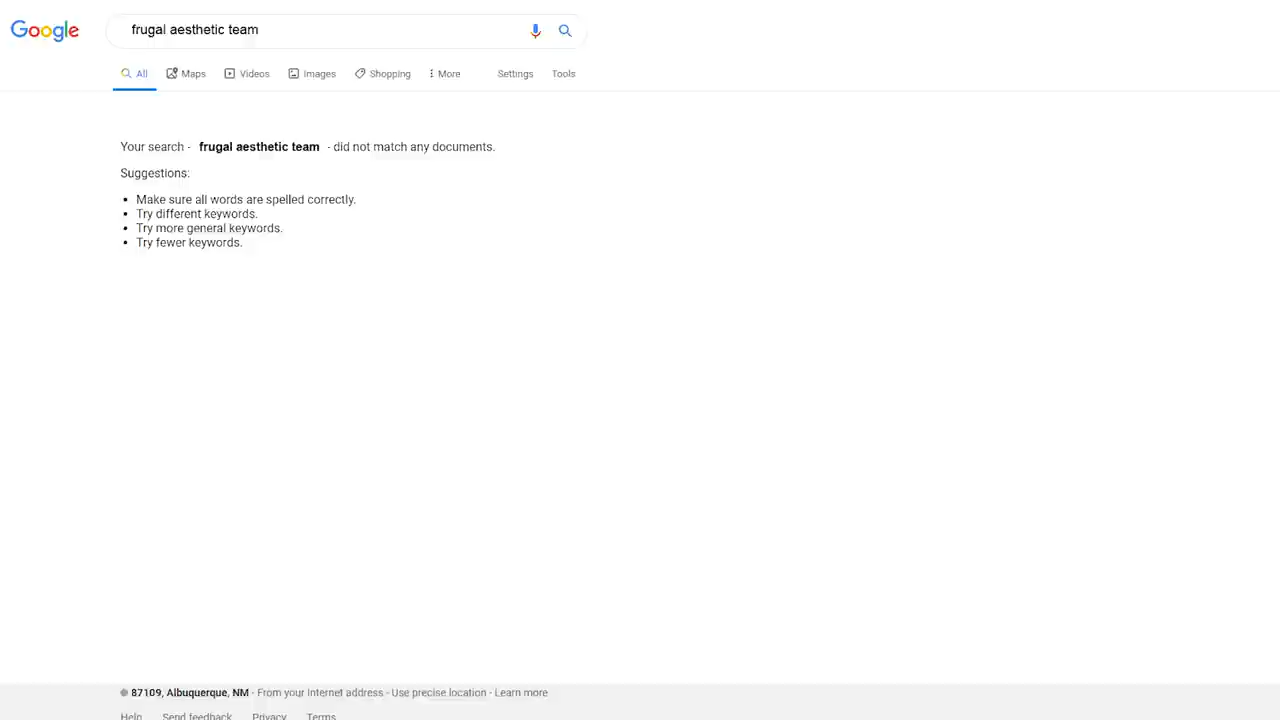 Google frugal aesthetic team
All Maps Videos Images Shopping More Settings Tools
Your search - frugal aesthetic team - did not match any documents.
Suggestions:
Make sure all words are spelled correctly.
Try different keywords.
Try more general keywords.
Try fewer keywords.
87109, Albuquerque, NM - From your Internet address - Use precise location - Learn more
Help Send feedback Privacy Terms